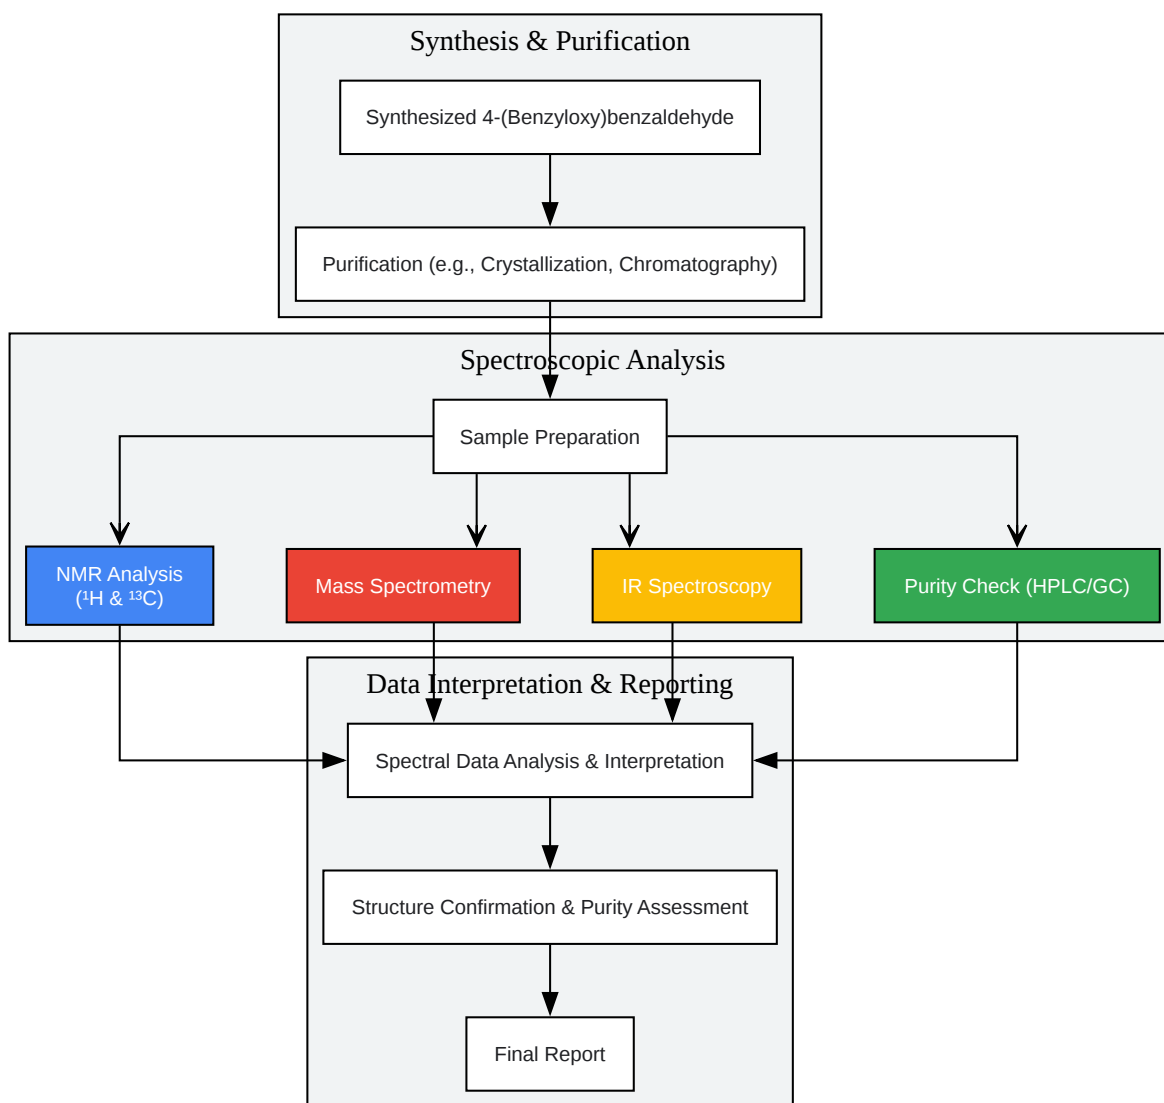 Synthesis & Purification
Synthesized 4-(Benzyloxy)benzaldehyde
Purification (e.g., Crystallization, Chromatography)
Spectroscopic Analysis
Sample Preparation
NMR Analysis
(¹H & ¹³C)
Mass Spectrometry
IR Spectroscopy
Purity Check (HPLC/GC)
Data Interpretation & Reporting
Spectral Data Analysis & Interpretation
Structure Confirmation & Purity Assessment
Final Report